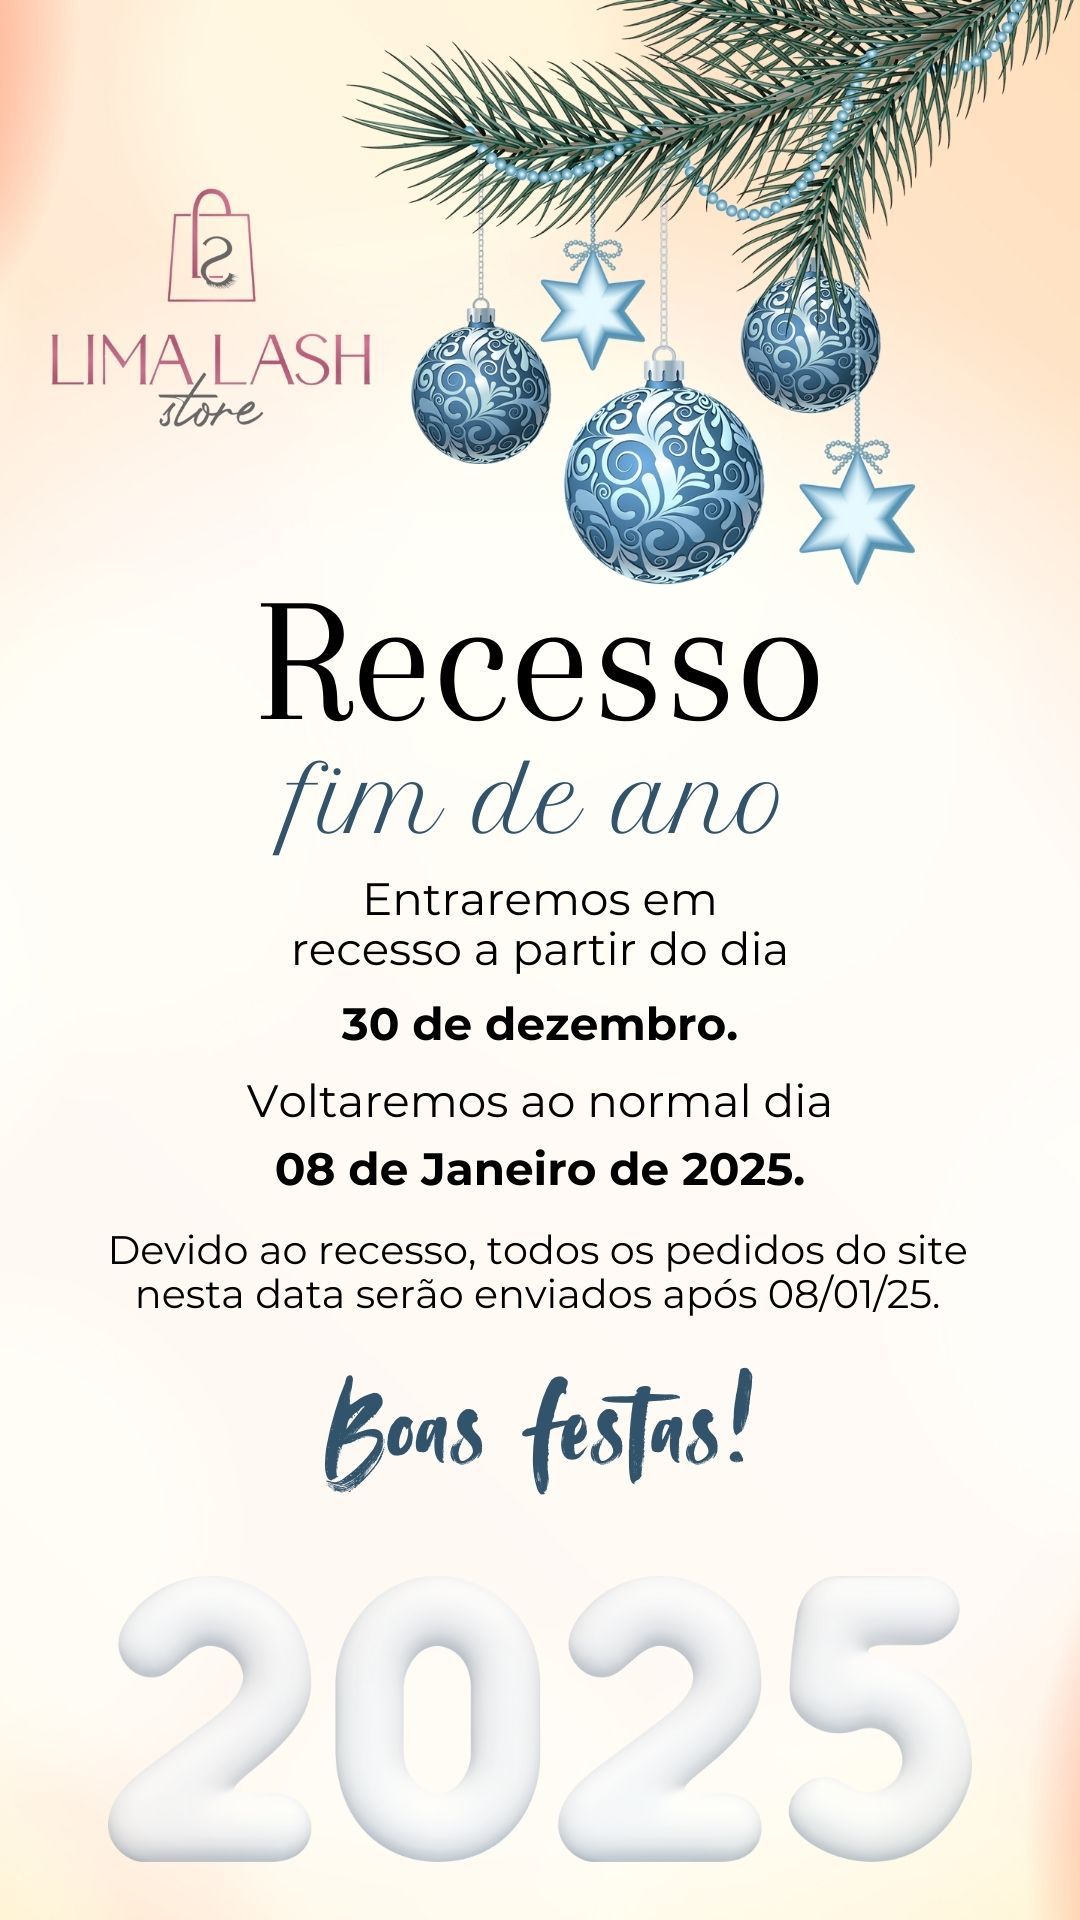 LIMA LASH
store
Recesso
fim de ano
Entraremos em
recesso a partir do dia
30 de dezembro.
Voltaremos ao normal dia
08 de Janeiro de 2025.
Devido ao recesso, todos os pedidos do site
nesta data serão enviados após 08/01/25.
Boas festas!
2025